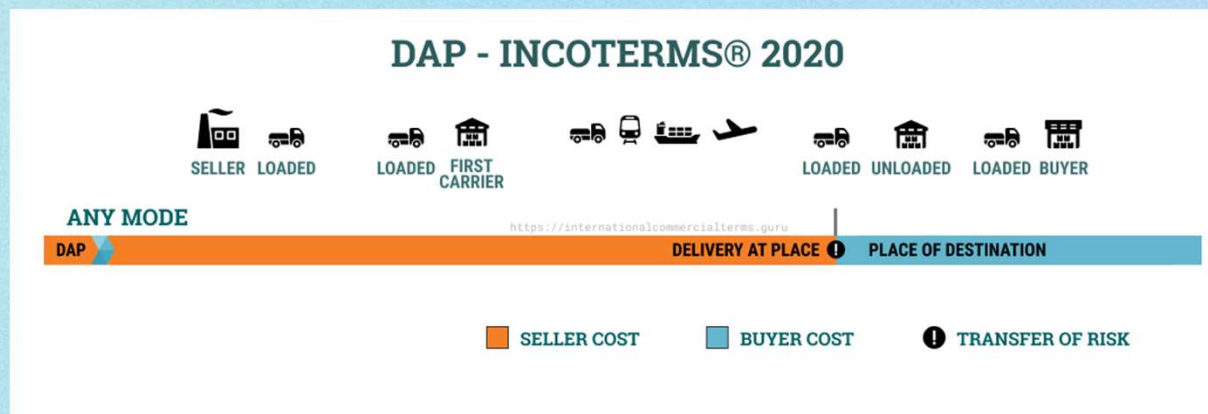 DAP - INCOTERMS® 2020
SELLER LOADED LOADED FIRST CARRIER LOADED UNLOADED LOADED BUYER
ANY MODE
https://internationalcommercialterms.guru
DAP DELIVERY AT PLACE PLACE OF DESTINATION
SELLER COST BUYER COST TRANSFER OF RISK